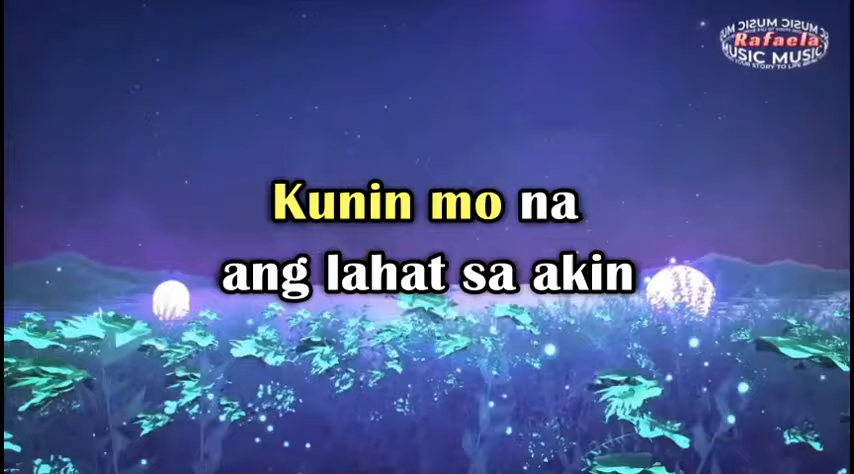 Rafaela
MUSIC MUSIC
Kunin mo na
ang lahat sa akin